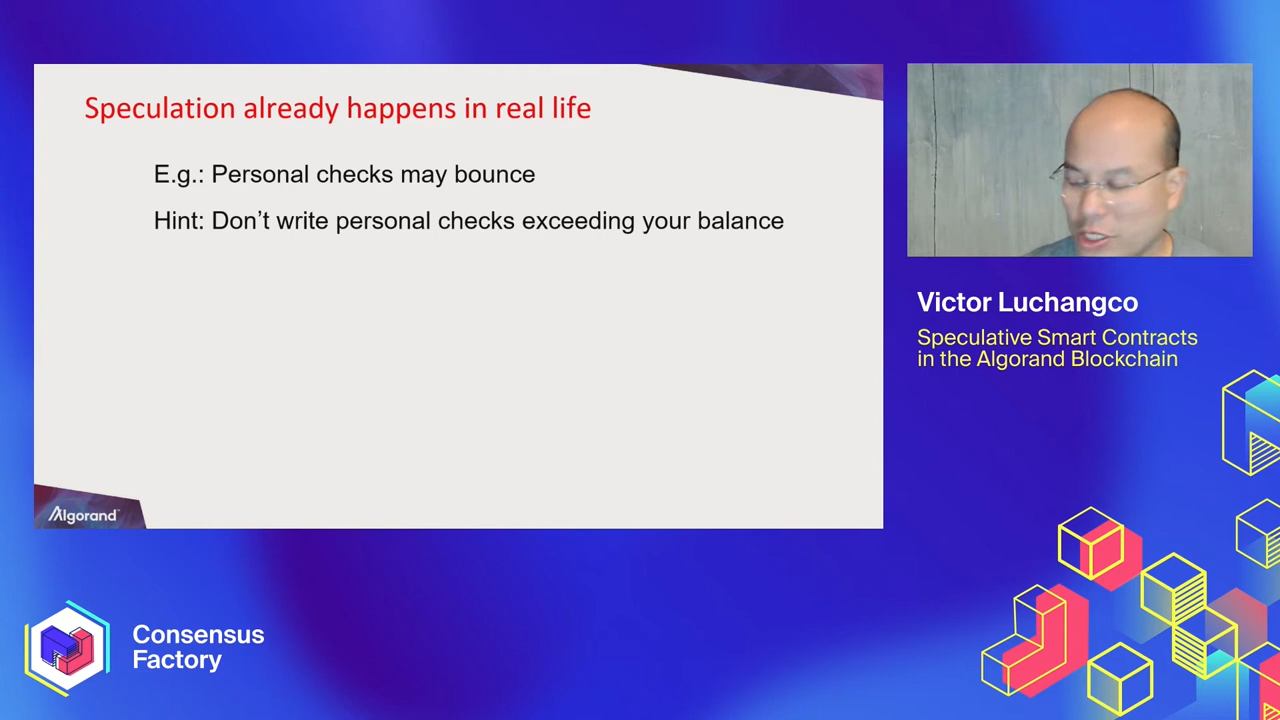 Speculation already happens in real life
E.g.: Personal checks may bounce
Hint: Don’t write personal checks exceeding your balance
Algorand
Victor Luchangco
Speculative Smart Contracts
in the Algorand Blockchain
Consensus
Factory